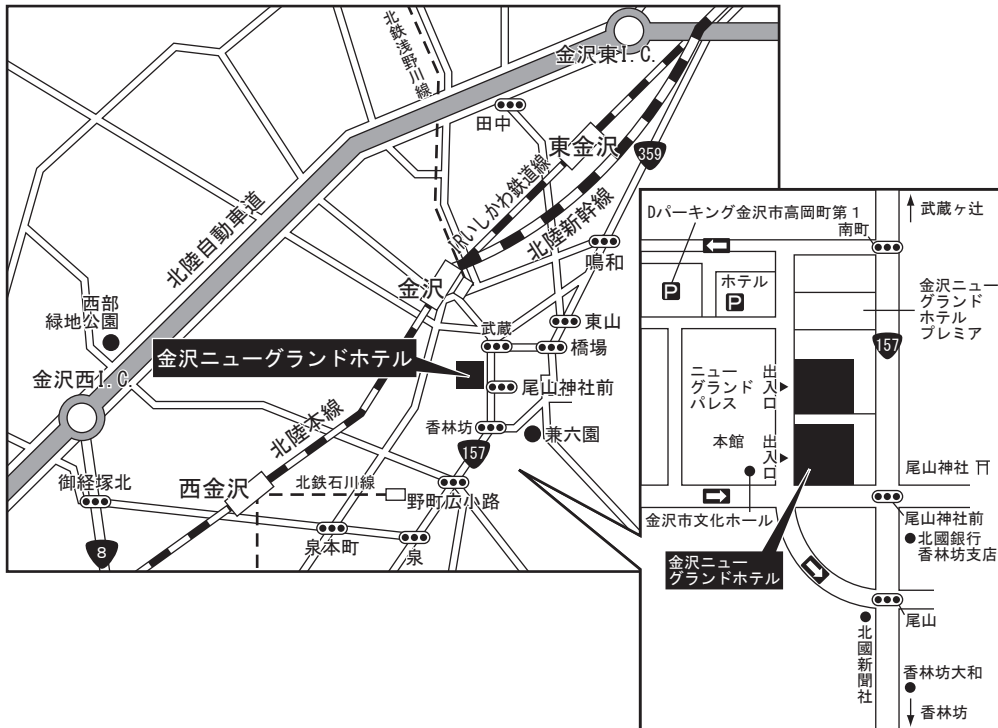 北鉄浅野川線
金沢東I.C.
田中
東金沢
359
IRいしかわ鉄道線
北陸新幹線
北陸自動車道
鳴和
金沢
西部
緑地公園
東山
武蔵
橋場
金沢ニューグランドホテル
尾山神社前
金沢西I.C.
北陸本線
香林坊
兼六園
157
御経塚北
西金沢
北鉄石川線
野町広小路
8
泉本町
泉
武蔵ヶ辻
Dパーキング金沢市高岡町第1
南町
P
ホテル
P
金沢ニュー
グランド
ホテル
プレミア
157
ニュー
グランド
パレス
出入口
本館
出入口
尾山神社
金沢市文化ホール
尾山神社前
北國銀行
香林坊支店
金沢ニュー
グランドホテル
尾山
北國新聞社
香林坊大和
香林坊